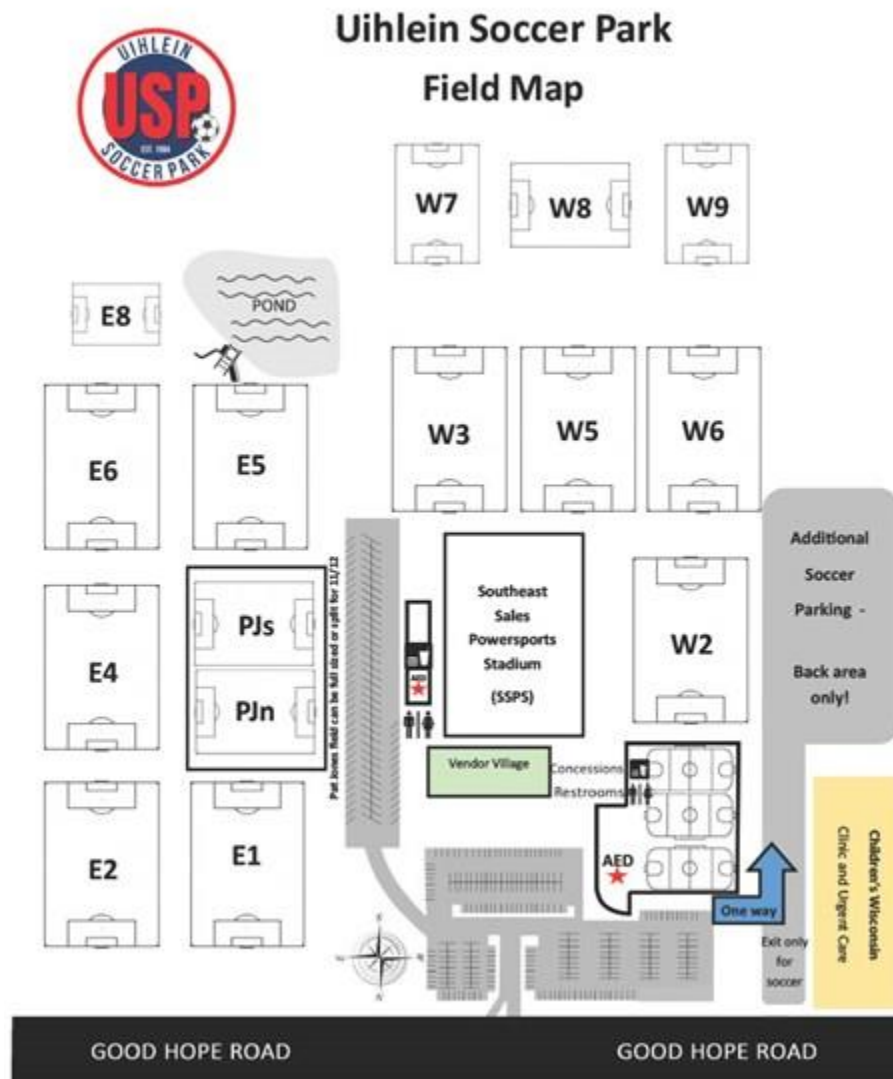 Uihlein Soccer Park
Field Map
UIHLEIN
USP
EST. 1994
SOCCER PARK
W7
W8
W9
POND
E8
W3
W5
W6
E6
E5
Additional
Soccer
Parking -
Back area
only!
Pat Jones field can be full sized or split for 11/12
PJs
PJn
E4
Southeast
Sales
Powersports
Stadium
(SSPS)
AED
W2
Vendor Village
Concessions
Restrooms
E2
E1
AED
One way
Exit only
for
soccer
Children's Wisconsin
Clinic and Urgent Care
S
N
GOOD HOPE ROAD
GOOD HOPE ROAD